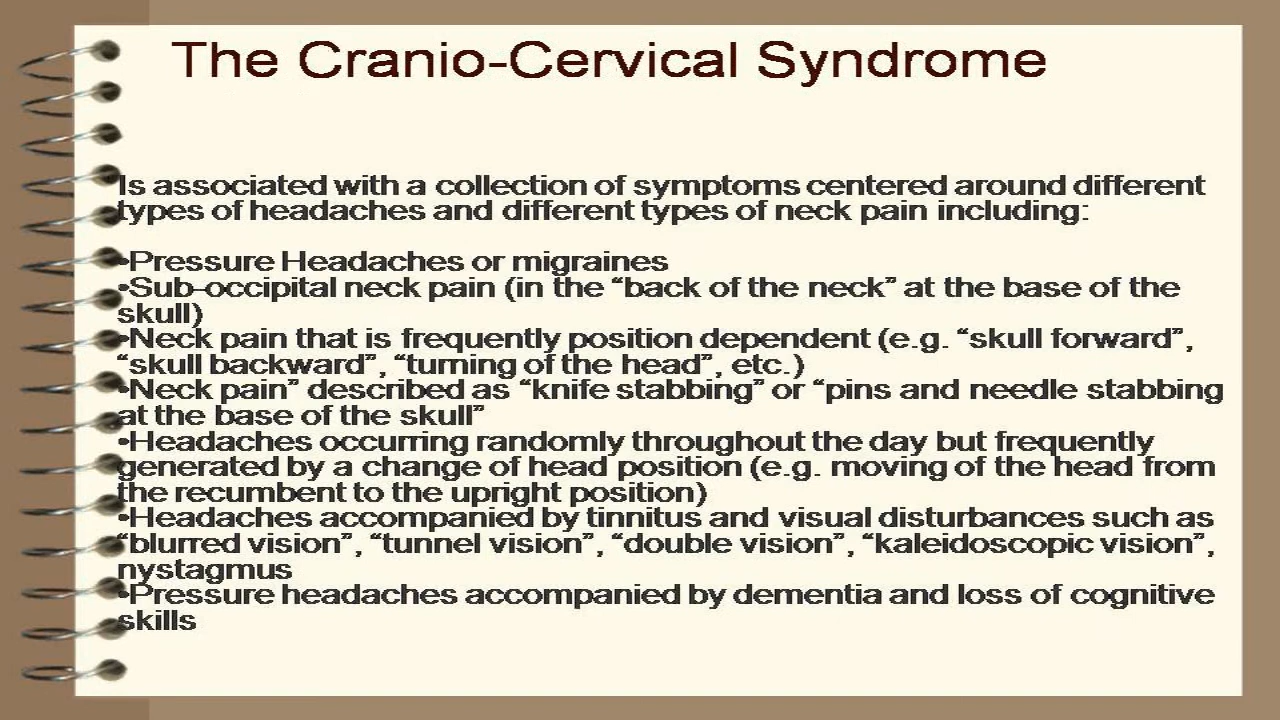 The Cranio-Cervical Syndrome
Is associated with a collection of symptoms centered around different
types of headaches and different types of neck pain including:
•Pressure Headaches or migraines
•Sub-occipital neck pain (in the “back of the neck” at the base of the
skull)
•Neck pain that is frequently position dependent (e.g. “skull forward”,
“skull backward”, “turning of the head”, etc.)
•Neck pain” described as “knife stabbing” or “pins and needle stabbing
at the base of the skull”
•Headaches occurring randomly throughout the day but frequently
generated by a change of head position (e.g. moving of the head from
the recumbent to the upright position)
•Headaches accompanied by tinnitus and visual disturbances such as
“blurred vision”, “tunnel vision”, “double vision”, “kaleidoscopic vision”,
nystagmus
•Pressure headaches accompanied by dementia and loss of cognitive
skills